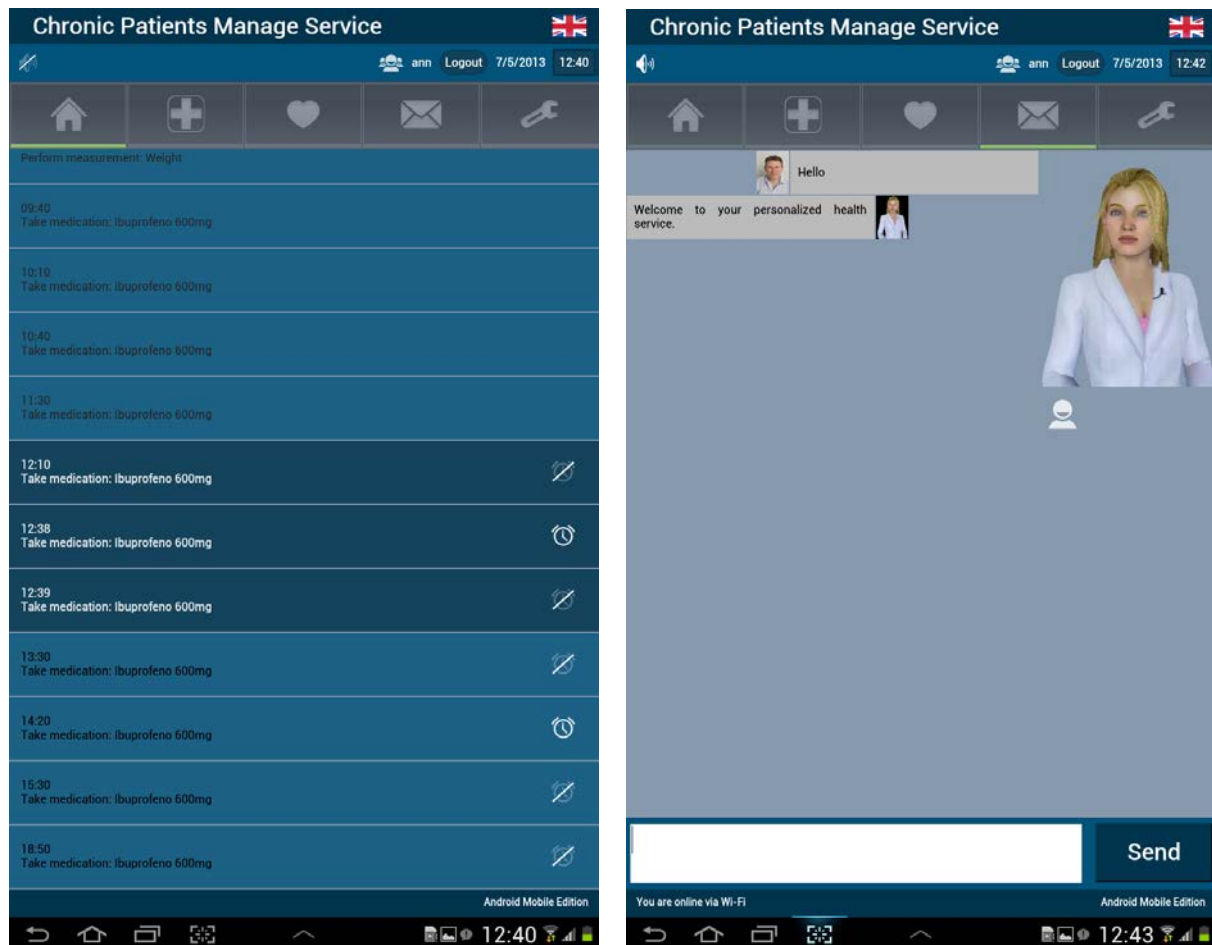 Chronic Patients Manage Service
ann Logout 7/5/2013 12:40
Perform measurement: Weight
09:40
Take medication: Ibuprofeno 600mg
10:10
Take medication: Ibuprofeno 600mg
10:40
Take medication: Ibuprofeno 600mg
11:30
Take medication: Ibuprofeno 600mg
12:10
Take medication: Ibuprofeno 600mg
12:38
Take medication: Ibuprofeno 600mg
12:39
Take medication: Ibuprofeno 600mg
13:30
Take medication: Ibuprofeno 600mg
14:20
Take medication: Ibuprofeno 600mg
15:30
Take medication: Ibuprofeno 600mg
18:50
Take medication: Ibuprofeno 600mg
Android Mobile Edition
12:40
Chronic Patients Manage Service
ann Logout 7/5/2013 12:42
Hello
Welcome to your personalized health
service.
Send
You are online via Wi-Fi Android Mobile Edition
12:43